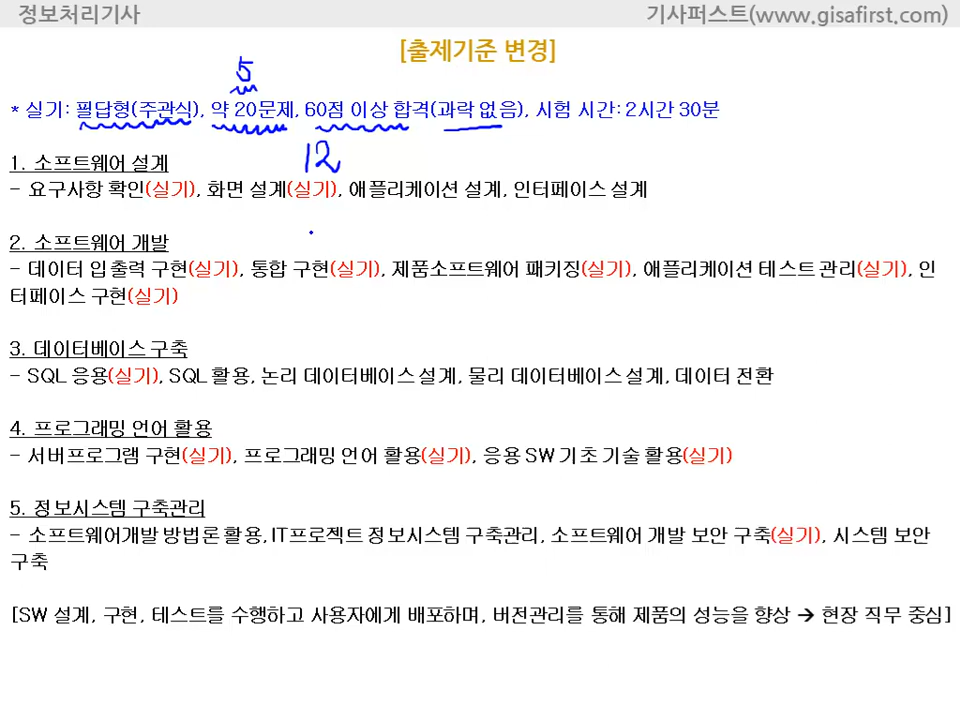 정보처리기사
기사퍼스트(www.gisafirst.com)
[출제기준 변경]
5
* 실기: 필답형(주관식), 약 20문제, 60점 이상 합격(과락 없음), 시험 시간: 2시간 30분
12
1. 소프트웨어 설계
- 요구사항 확인(실기), 화면 설계(실기), 애플리케이션 설계, 인터페이스 설계
2. 소프트웨어 개발
- 데이터 입출력 구현(실기), 통합 구현(실기), 제품소프트웨어 패키징(실기), 애플리케이션 테스트 관리(실기), 인
터페이스 구현(실기)
3. 데이터베이스 구축
- SQL 응용(실기), SQL 활용, 논리 데이터베이스 설계, 물리 데이터베이스 설계, 데이터 전환
4. 프로그래밍 언어 활용
- 서버프로그램 구현(실기), 프로그래밍 언어 활용(실기), 응용 SW 기초 기술 활용(실기)
5. 정보시스템 구축관리
- 소프트웨어개발 방법론 활용, IT프로젝트 정보시스템 구축관리, 소프트웨어 개발 보안 구축(실기), 시스템 보안
구축
[SW 설계, 구현, 테스트를 수행하고 사용자에게 배포하며, 버전관리를 통해 제품의 성능을 향상 → 현장 직무 중심]